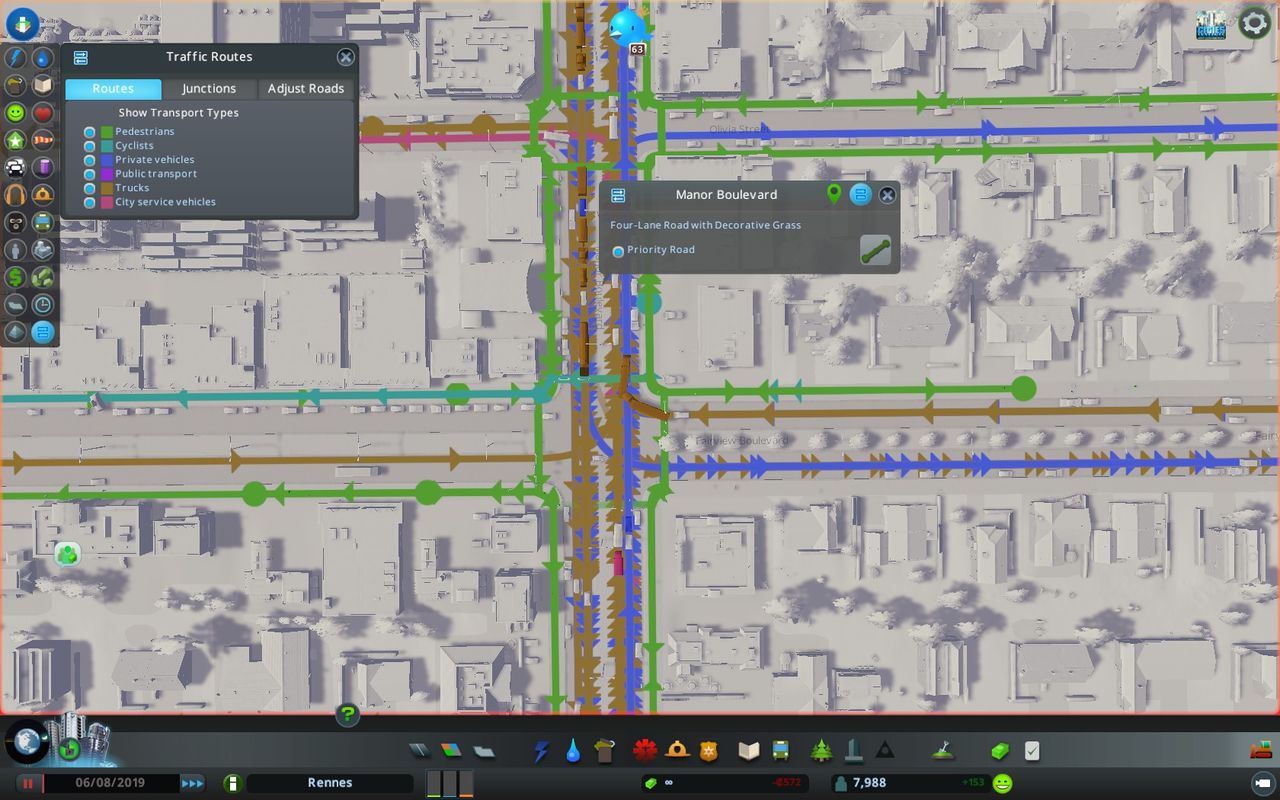 63
Traffic Routes
Routes
Junctions
Adjust Roads
Show Transport Types
Pedestrians
Cyclists
Private vehicles
Public transport
Trucks
City service vehicles
Olivia Street
Manor Boulevard
Four-Lane Road with Decorative Grass
Priority Road
Fairview Boulevard
?
06/08/2019
Rennes
∞
-₡572
7,988
+153